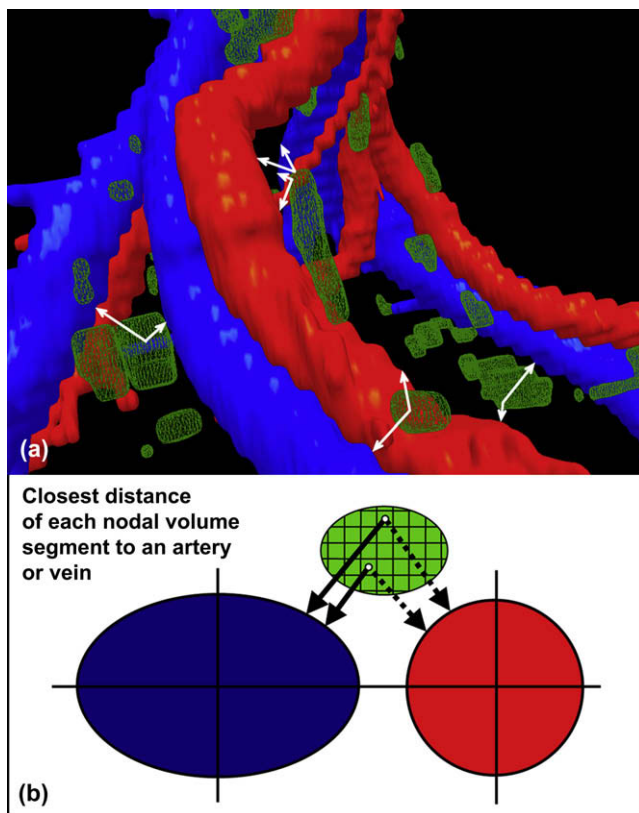 (a)
Closest distance
of each nodal volume
segment to an artery
or vein
(b)